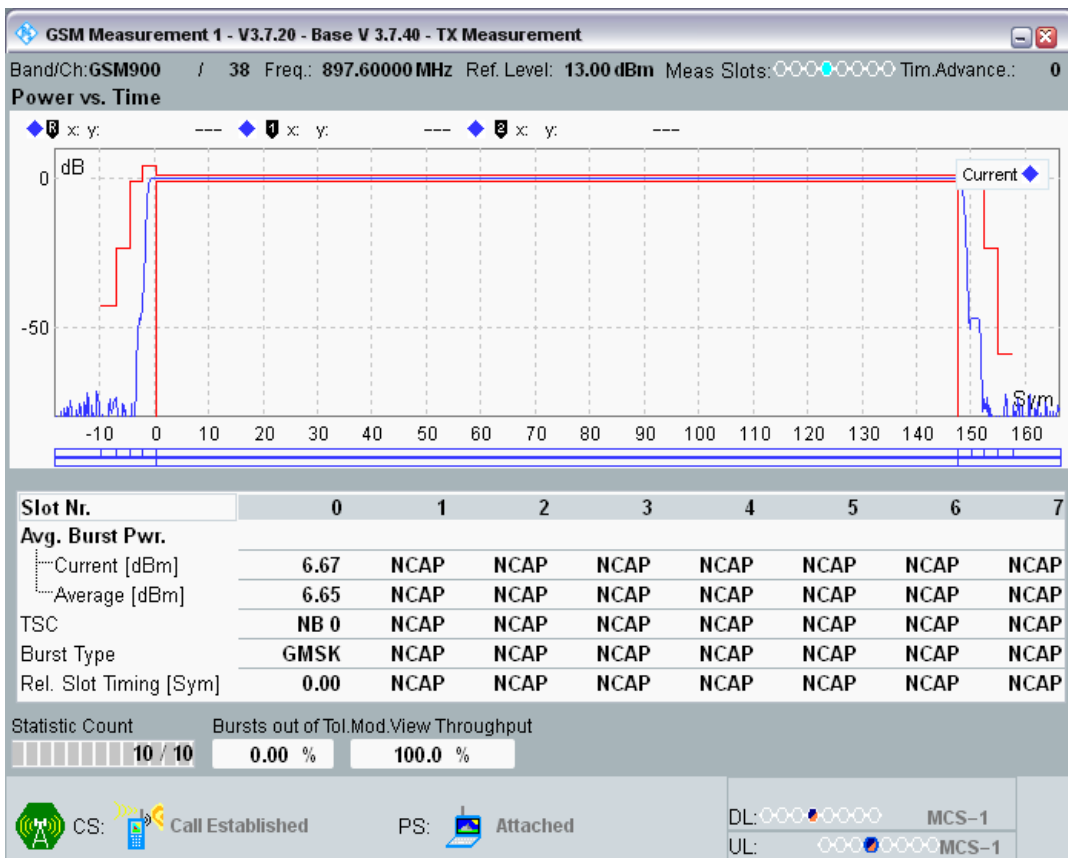 GSM Measurement 1 - V3.7.20 - Base V 3.7.40 - TX Measurement
Band/Ch:GSM900 / 38 Freq.: 897.60000 MHz Ref. Level: 13.00 dBm Meas Slots: Tim.Advance.: 0
Power vs. Time
R x: y: --- 1 x: y: --- 2 x: y: ---
dB
Current
0
-50
Sym
-10 0 10 20 30 40 50 60 70 80 90 100 110 120 130 140 150 160
Slot Nr. 0 1 2 3 4 5 6 7
Avg. Burst Pwr.
Current [dBm] 6.67 NCAP NCAP NCAP NCAP NCAP NCAP NCAP
Average [dBm] 6.65 NCAP NCAP NCAP NCAP NCAP NCAP NCAP
TSC NB 0 NCAP NCAP NCAP NCAP NCAP NCAP NCAP
Burst Type GMSK NCAP NCAP NCAP NCAP NCAP NCAP NCAP
Rel. Slot Timing [Sym] 0.00 NCAP NCAP NCAP NCAP NCAP NCAP NCAP
Statistic Count Bursts out of Tol.Mod.View Throughput
10 / 10 0.00 % 100.0 %
CS: Call Established PS: Attached
DL: MCS-1
UL: MCS-1